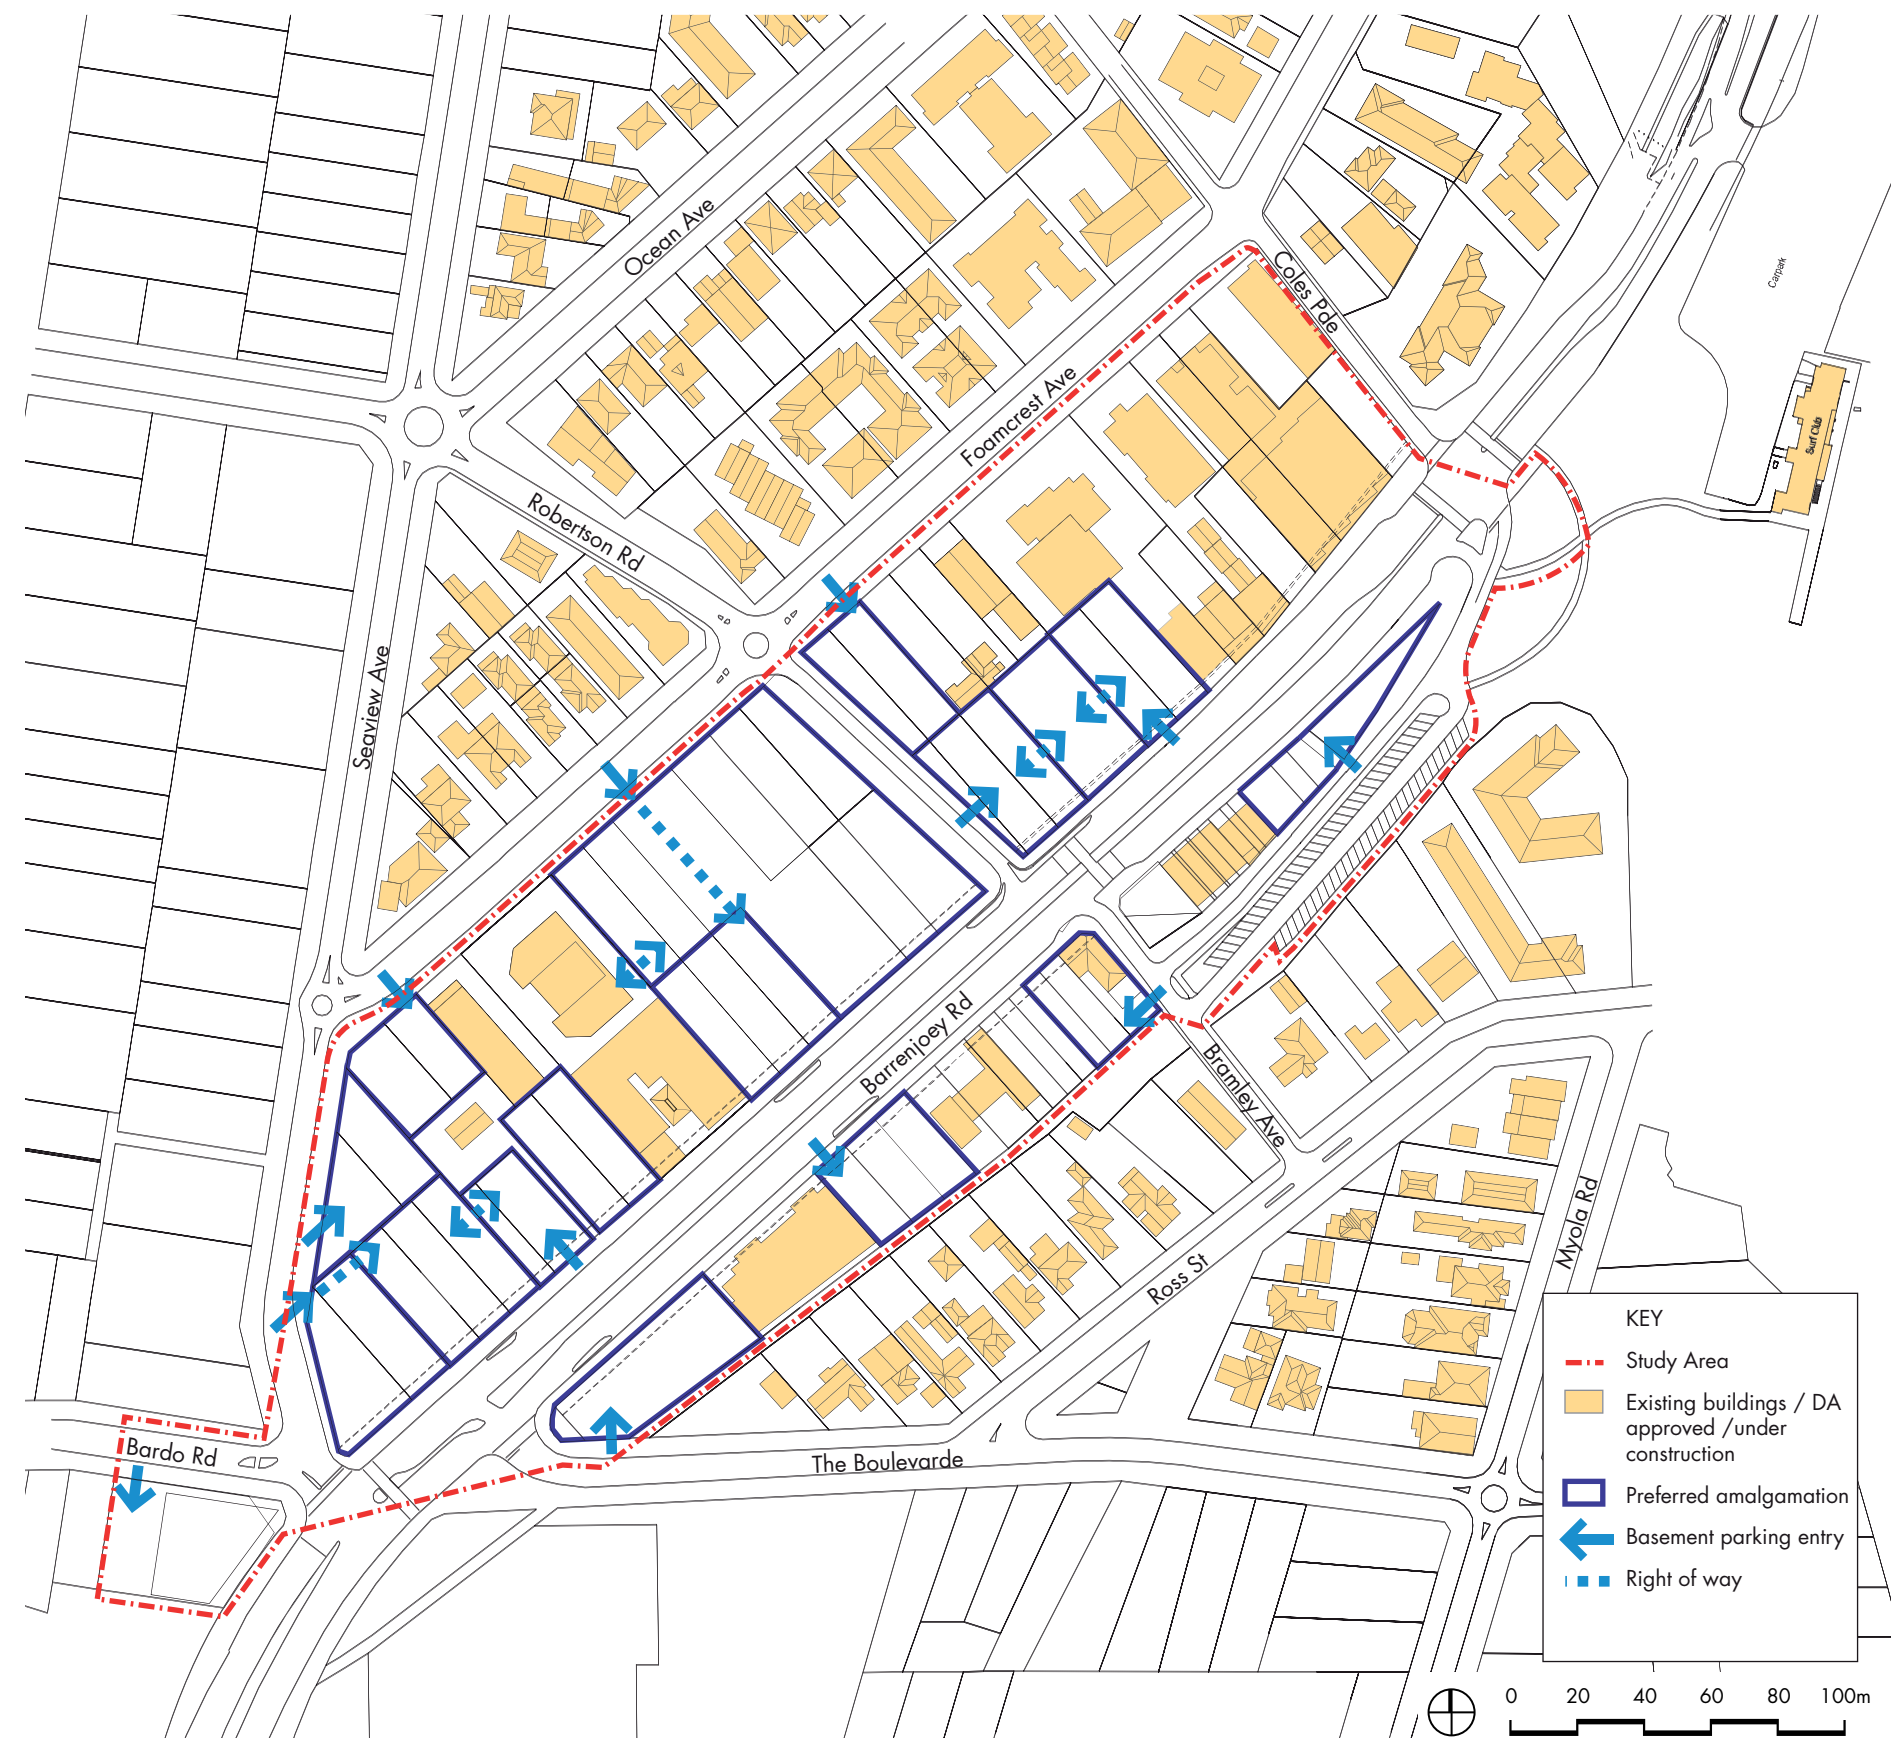 Ocean Ave
Coles Pde
Carpark
Foamcrest Ave
Surf Club
Robertson Rd
Seaview Ave
Barrenjoey Rd
Bramley Ave
Myola Rd
Ross St
Bardo Rd
The Boulevarde
KEY
Study Area
Existing buildings / DA
approved /under
construction
Preferred amalgamation
Basement parking entry
Right of way
0 20 40 60 80 100m